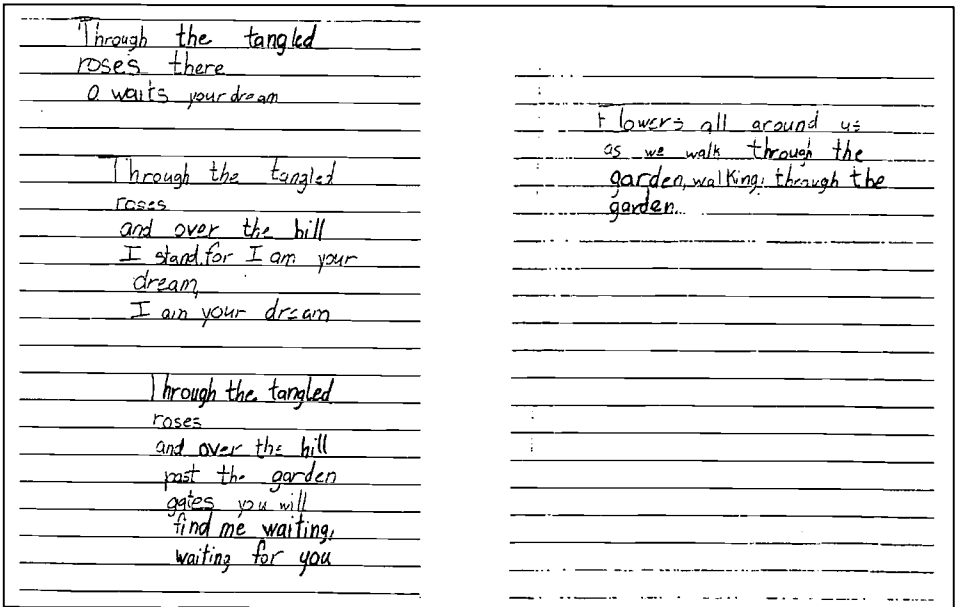 Through the tangled
roses there
a waits your dream
Through the tangled
roses
and over the hill
I stand for I am your
dream,
I am your dream
Through the tangled
roses
and over the hill
past the garden
gates you will
find me waiting,
waiting for you
Flowers all around us
as we walk through the
garden, walking, through the
garden.